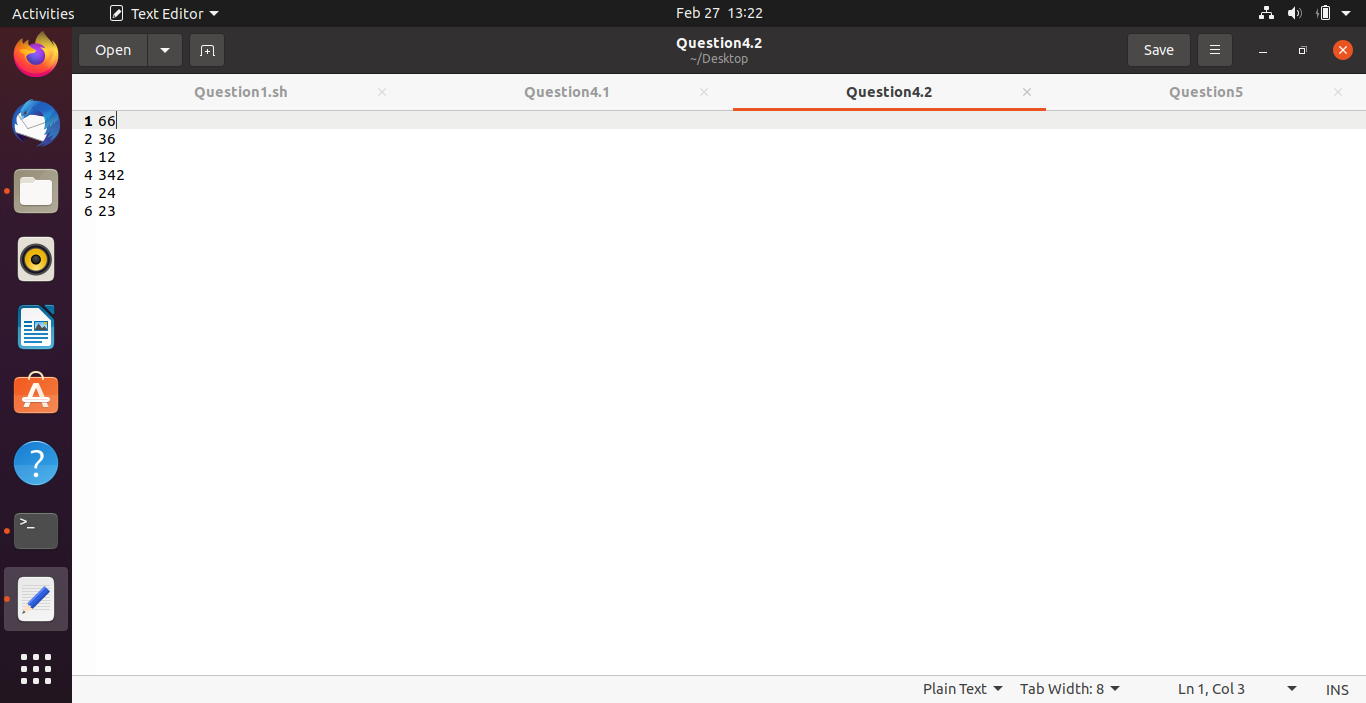 Activities Text Editor Feb 27 13:22
Open Question4.2 Save
~/Desktop
Question1.sh Question4.1 Question4.2 Question5
1 66
2 36
3 12
4 342
5 24
6 23
>_
Plain Text Tab Width: 8 Ln 1, Col 3 INS